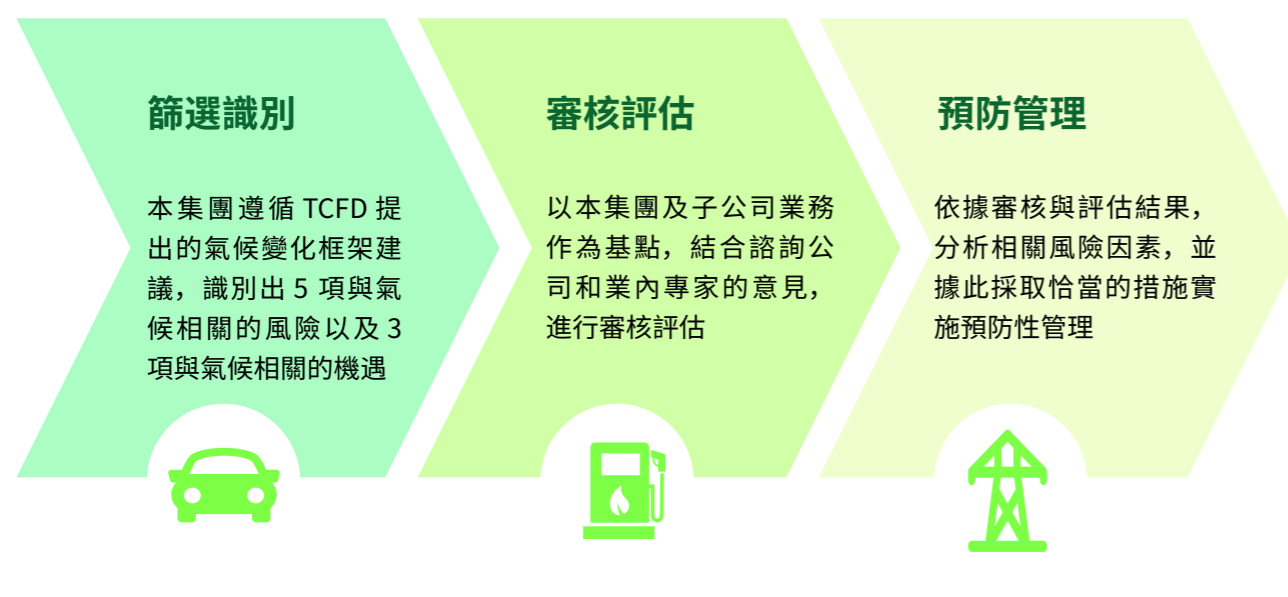 篩選識別
本集團遵循 TCFD 提
出的氣候變化框架建
議，識別出 5 項與氣
候相關的風險以及 3
項與氣候相關的機遇
審核評估
以本集團及子公司業務
作為基點，結合諮詢公
司和業內專家的意見，
進行審核評估
預防管理
依據審核與評估結果，
分析相關風險因素，並
據此採取恰當的措施實
施預防性管理